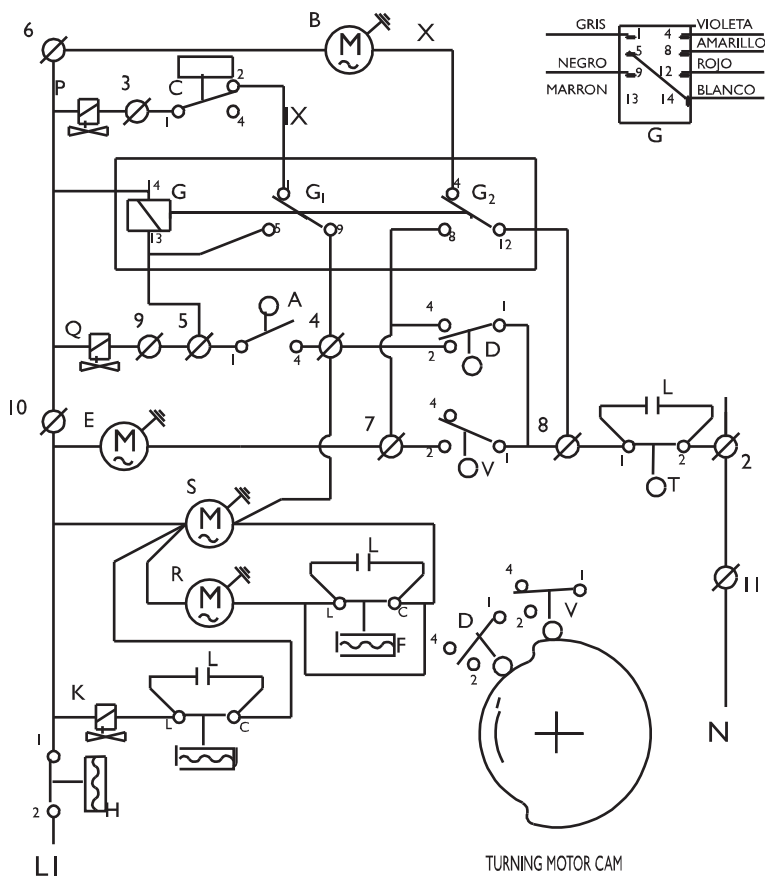 B
X
6
GRIS
1
4
VIOLETA
5
8
AMARILLO
NEGRO
9
12
ROJO
MARRON
13
14
BLANCO
G
P
3
C
2
1
4
IX
M
14
G
13
1
G1
5
9
4
G2
8
12
Q
9
5
A
1
4
4
4
1
2
D
10
E
M
7
4
2
V
1
8
L
1
2
T
2
S
M
R
M
L
L
C
F
11
4
1
D
1
2
V
4
2
K
L
L
C
N
1
2
H
L1
TURNING MOTOR CAM